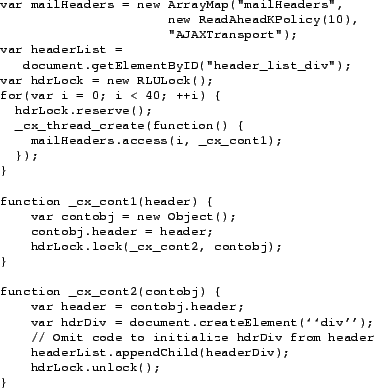 var mailHeaders = new ArrayMap("mailHeaders",
new ReadAheadKPolicy(10),
"AJAXTransport");
var headerList =
document.getElementByID("header_list_div");
var hdrLock = new RLULock();
for(var i = 0; i < 40; ++i) {
hdrLock.reserve();
_cx_thread_create(function() {
mailHeaders.access(i, _cx_cont1);
});
}
function _cx_cont1(header) {
var contobj = new Object();
contobj.header = header;
hdrLock.lock(_cx_cont2, contobj);
}
function _cx_cont2(contobj) {
var header = contobj.header;
var hdrDiv = document.createElement(‘‘div’’);
// Omit code to initialise hdrDiv from header
headerList.appendChild(headerDiv);
hdrLock.unlock();
}